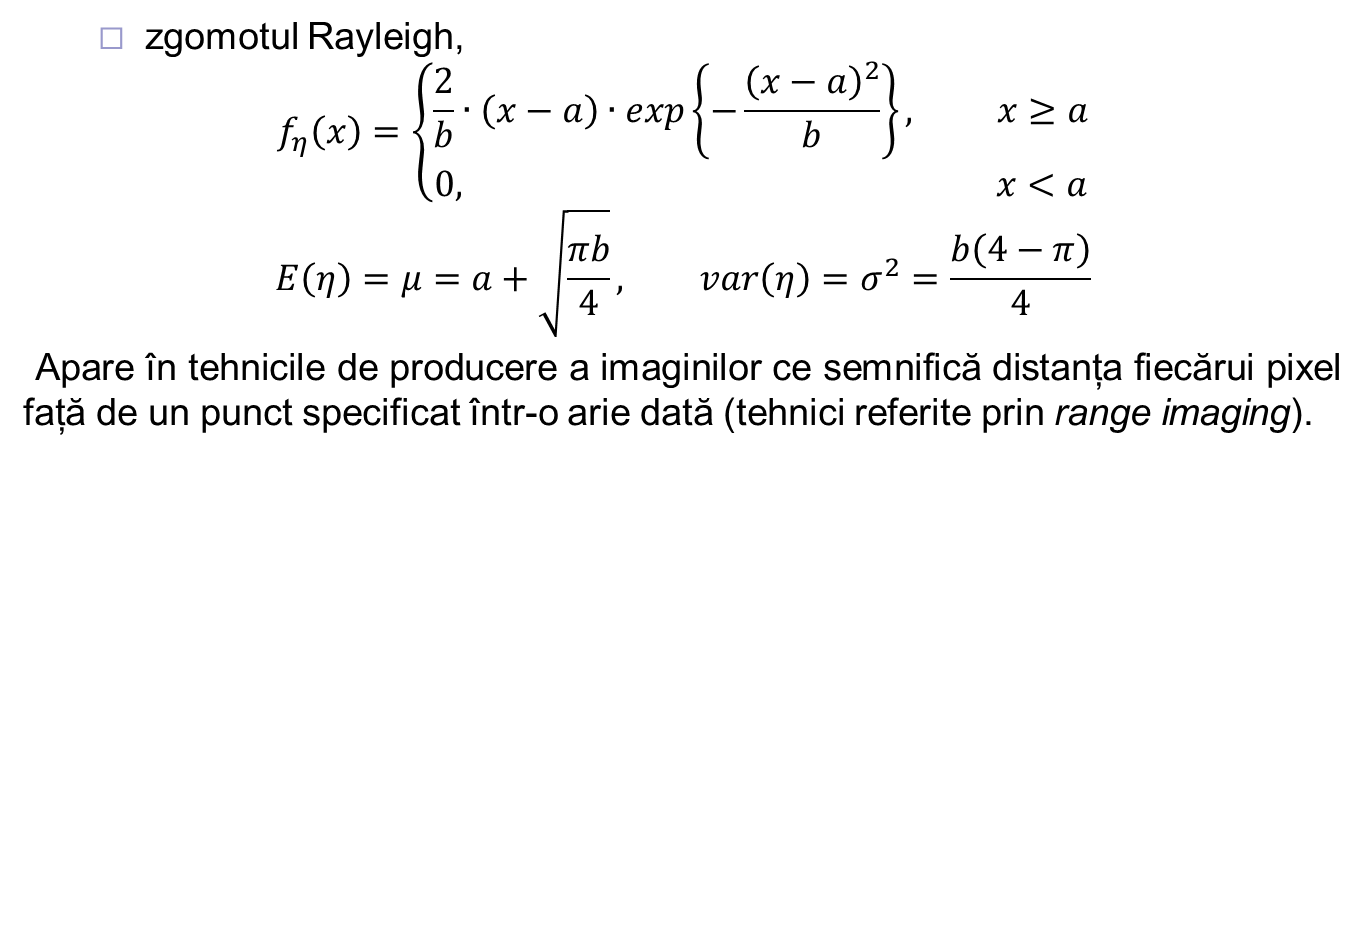 □ zgomotul Rayleigh,
f_η(x) = { 2/b · (x − a) · exp{−(x − a)²/b}, x ≥ a
0, x < a
E(η) = μ = a + √(πb/4), var(η) = σ² = b(4 − π)/4
Apare în tehnicile de producere a imaginilor ce semnifică distanța fiecărui pixel
față de un punct specificat într-o arie dată (tehnici referite prin range imaging).